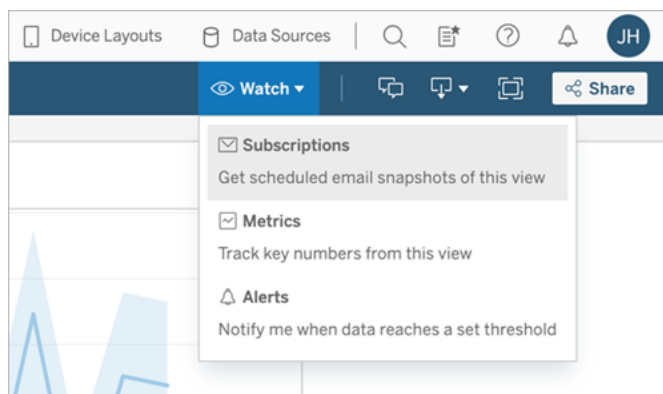 Device Layouts
Data Sources
JH
Watch
Share
Subscriptions
Get scheduled email snapshots of this view
Metrics
Track key numbers from this view
Alerts
Notify me when data reaches a set threshold